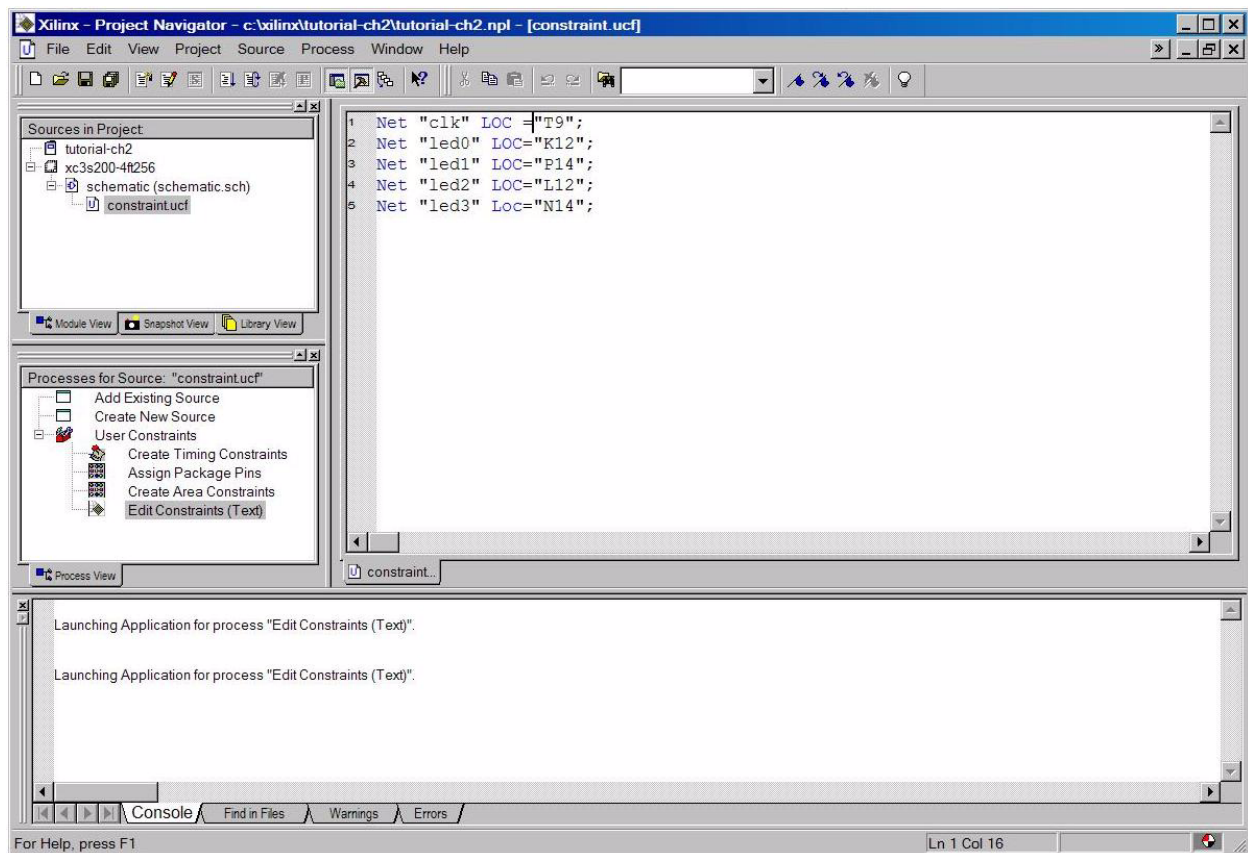 Xilinx - Project Navigator - c:\xilinx\tutorial-ch2\tutorial-ch2.npl - [constraint.ucf]
File Edit View Project Source Process Window Help
Sources in Project:
tutorial-ch2
xc3s200-4ft256
schematic (schematic.sch)
constraint.ucf
Module View Snapshot View Library View
Processes for Source: "constraint.ucf"
Add Existing Source
Create New Source
User Constraints
Create Timing Constraints
Assign Package Pins
Create Area Constraints
Edit Constraints (Text)
Process View
1 Net "clk" LOC ="T9";
2 Net "led0" LOC="K12";
3 Net "led1" LOC="P14";
4 Net "led2" LOC="L12";
5 Net "led3" Loc="N14";
constraint...
Launching Application for process "Edit Constraints (Text)".
Launching Application for process "Edit Constraints (Text)".
Console Find in Files Warnings Errors
For Help, press F1 Ln 1 Col 16